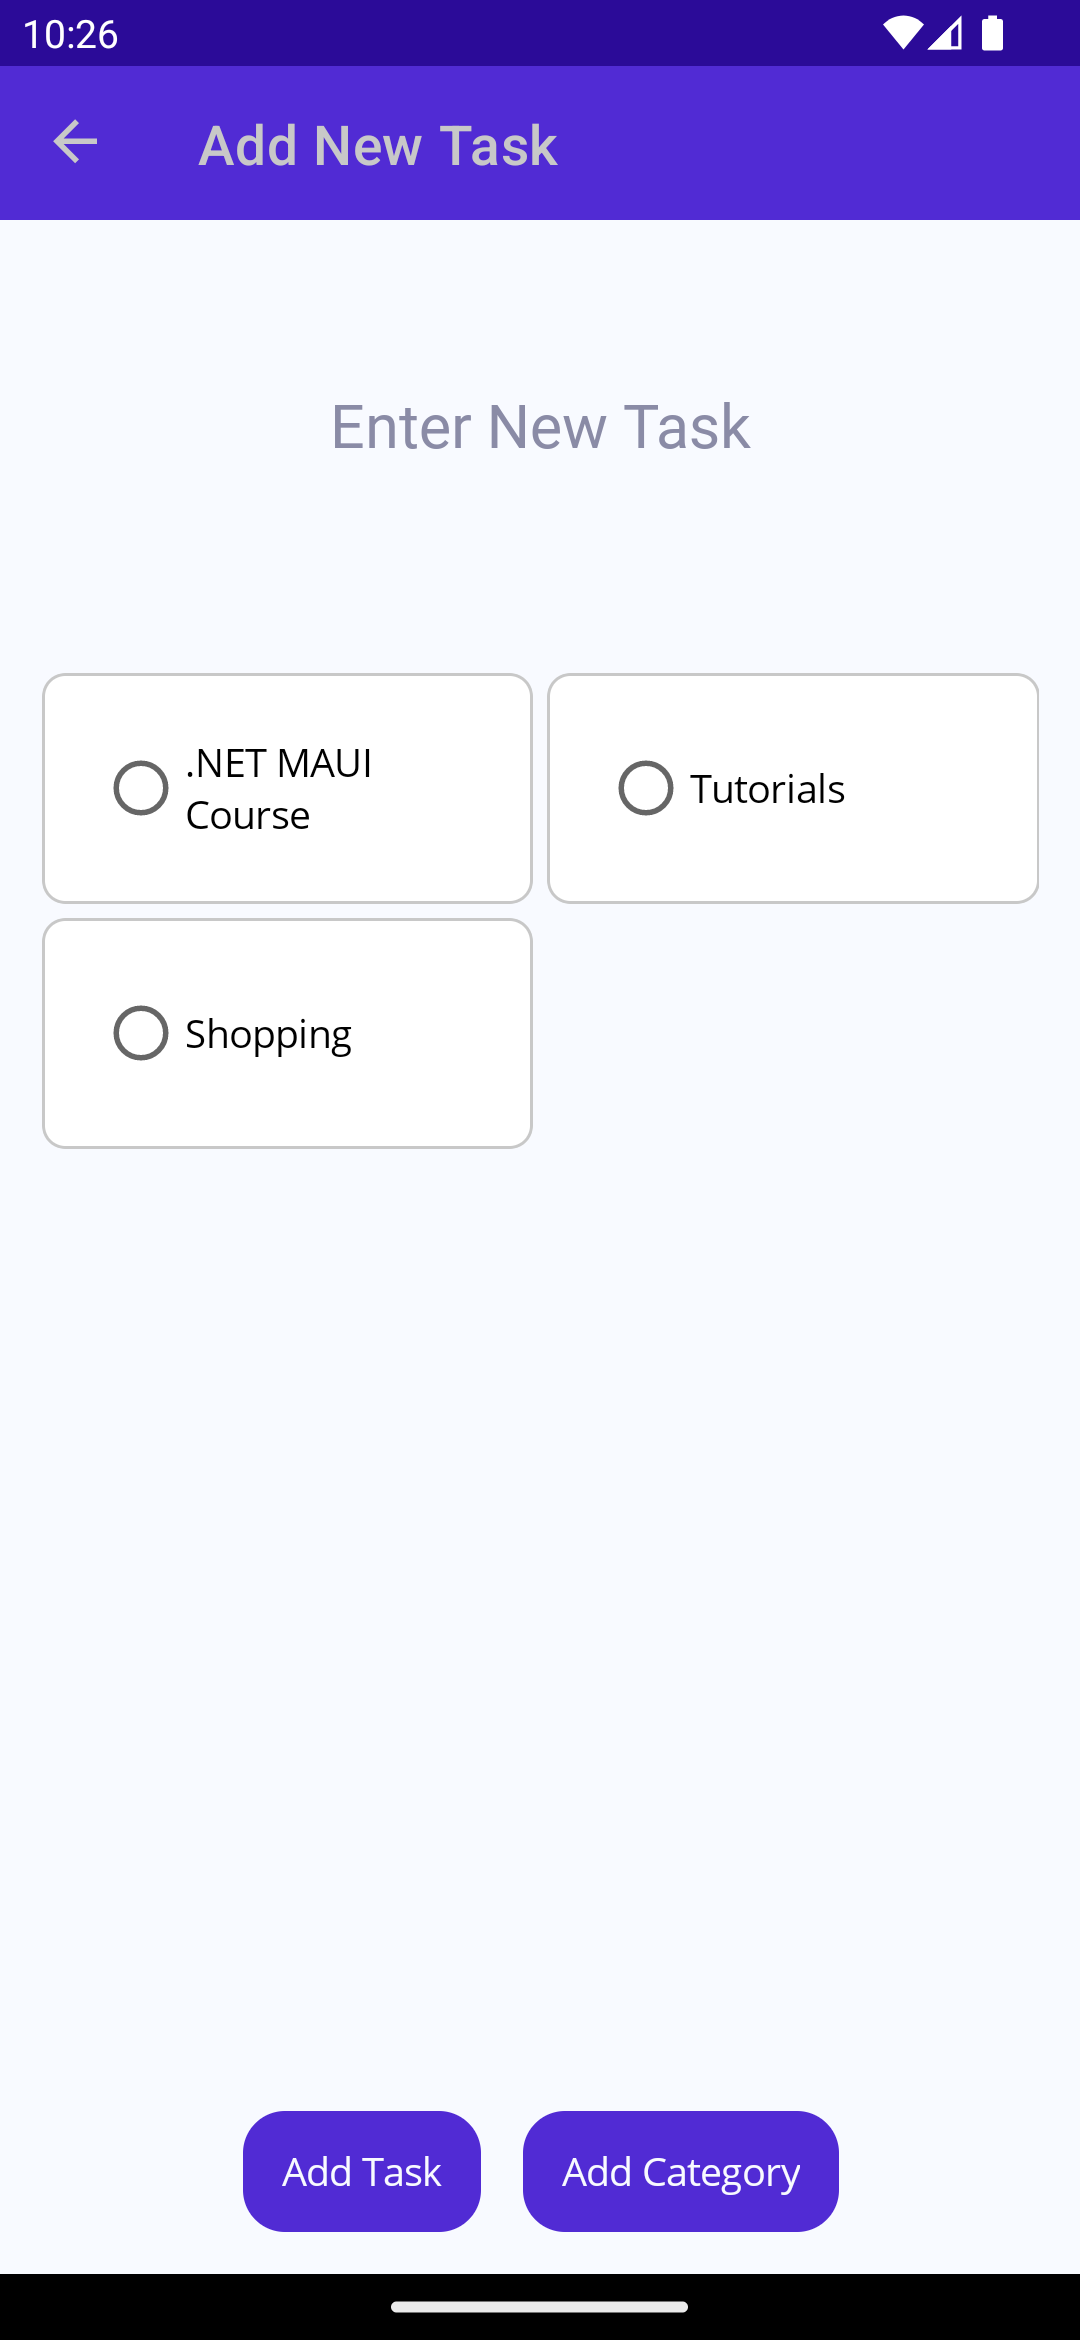 10:26
Add New Task
Enter New Task
.NET MAUI
Course
Tutorials
Shopping
Add Task
Add Category